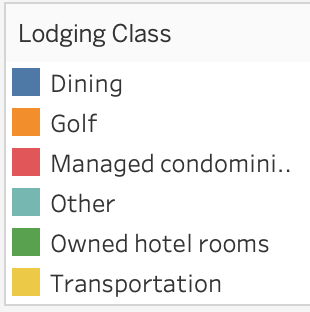 Lodging Class
Dining
Golf
Managed condomini..
Other
Owned hotel rooms
Transportation